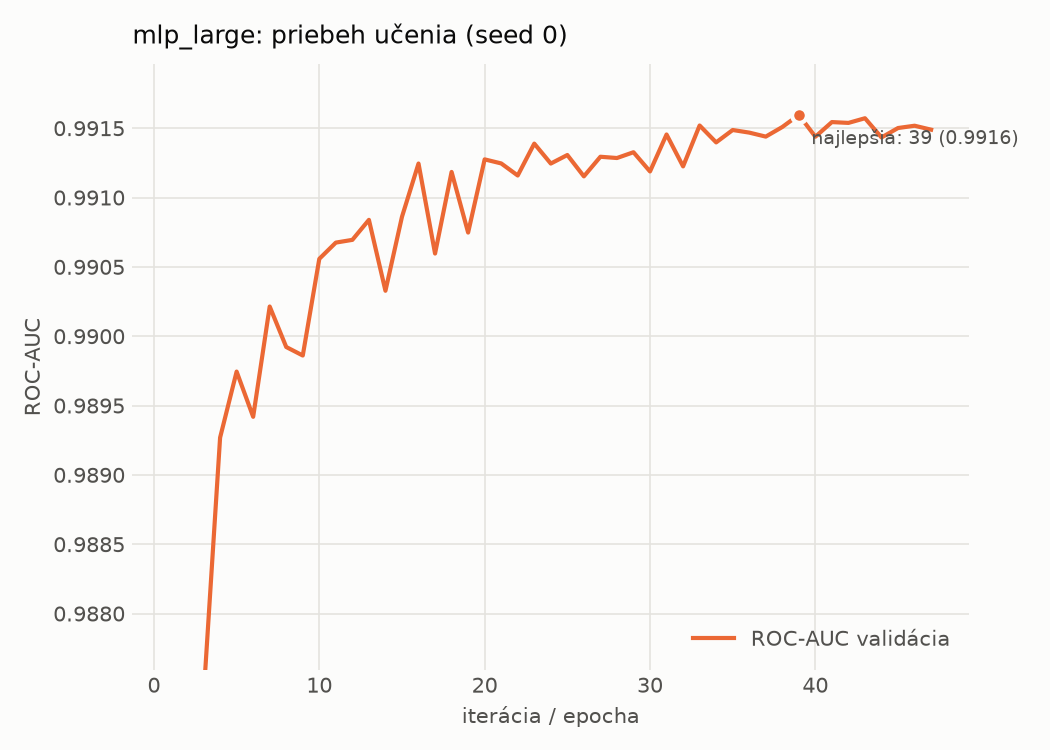 mlp_large: priebeh učenia (seed 0)
0.9915
najlepšia: 39 (0.9916)
0.9910
0.9905
0.9900
0.9895
0.9890
0.9885
0.9880
ROC-AUC
ROC-AUC validácia
0 10 20 30 40
iterácia / epocha